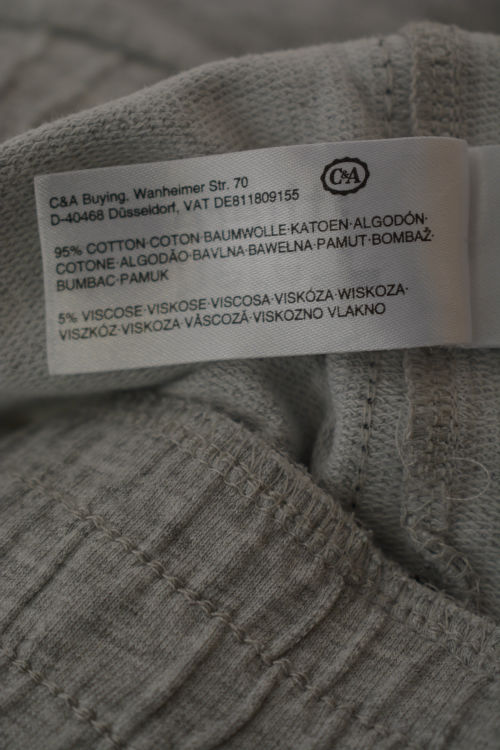 C&A Buying, Wanheimer Str. 70
D-40468 Düsseldorf, VAT DE811809155
C&A
95% COTTON·COTON·BAUMWOLLE·KATOEN·ALGODÓN·
COTONE·ALGODÃO·BAVLNA·BAWEŁNA·PAMUT·BOMBAŽ·
BUMBAC·PAMUK
5% VISCOSE·VISKOSE·VISCOSA·VISKÓZA·WISKOZA·
VISZKÓZ·VISKOZA·VÂSCOZĂ·VISKOZNO VLAKNO